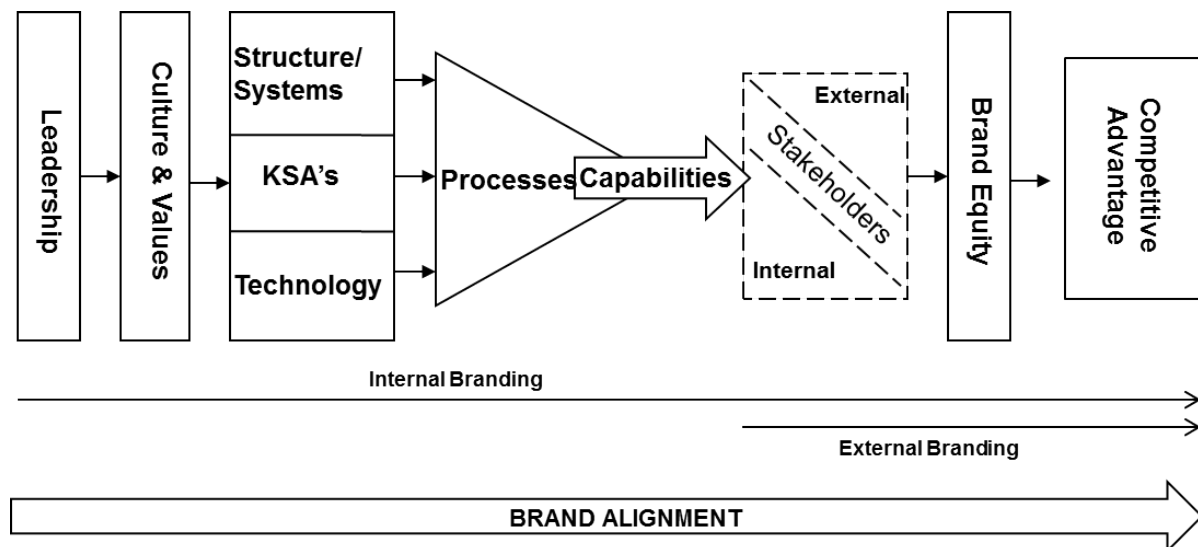 Leadership
Culture & Values
Structure/
Systems
KSA's
Technology
Processes
Capabilities
External
Stakeholders
Internal
Brand Equity
Competitive
Advantage
Internal Branding
External Branding
BRAND ALIGNMENT